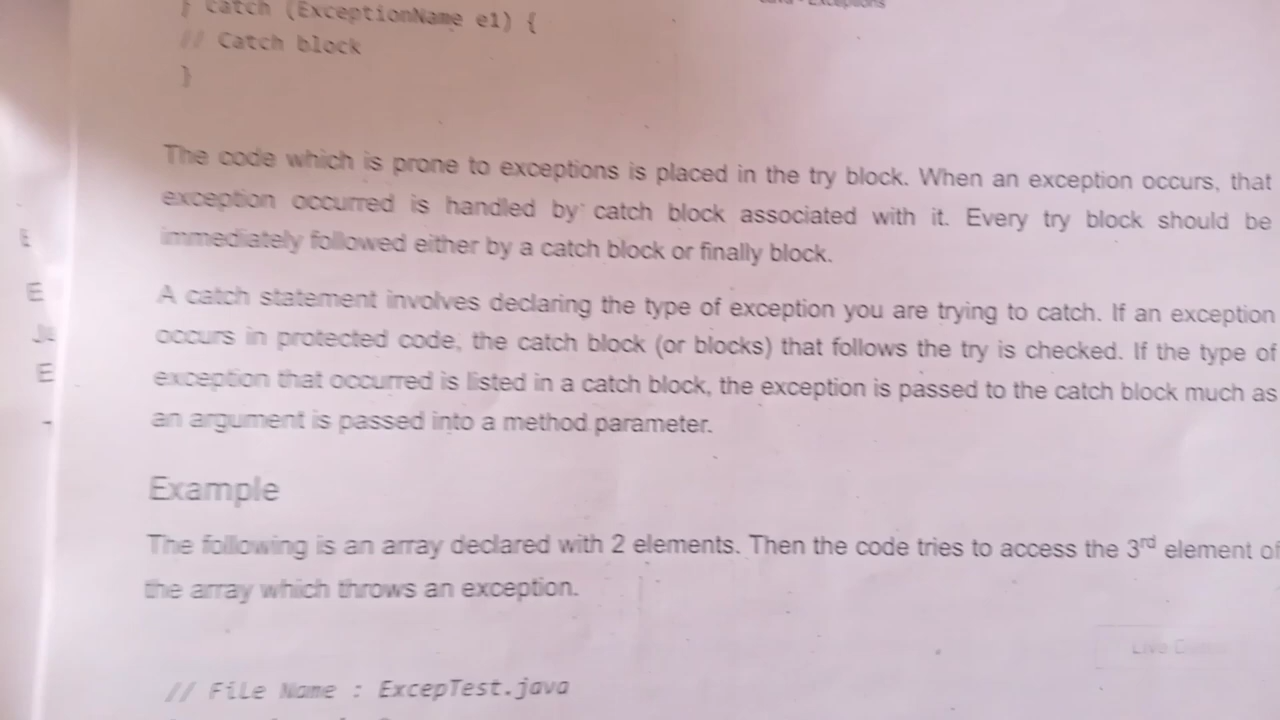 } catch (ExceptionName e1) {
// Catch block
}
The code which is prone to exceptions is placed in the try block. When an exception occurs, that
exception occurred is handled by catch block associated with it. Every try block should be
immediately followed either by a catch block or finally block.
A catch statement involves declaring the type of exception you are trying to catch. If an exception
occurs in protected code, the catch block (or blocks) that follows the try is checked. If the type of
exception that occurred is listed in a catch block, the exception is passed to the catch block much as
an argument is passed into a method parameter.
Example
The following is an array declared with 2 elements. Then the code tries to access the 3rd element of
the array which throws an exception.
Live
// File Name : ExcepTest.java